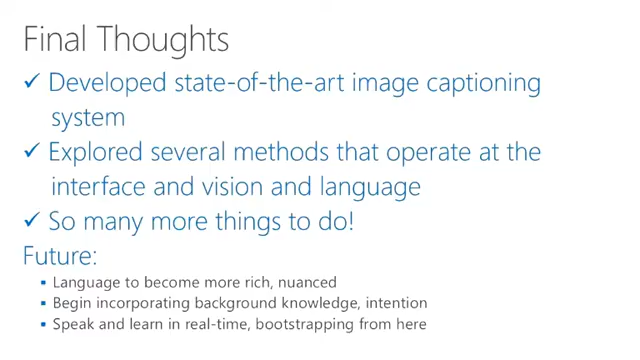 Final Thoughts
✓ Developed state-of-the-art image captioning
system
✓ Explored several methods that operate at the
interface and vision and language
✓ So many more things to do!
Future:
▪ Language to become more rich, nuanced
▪ Begin incorporating background knowledge, intention
▪ Speak and learn in real-time, bootstrapping from here